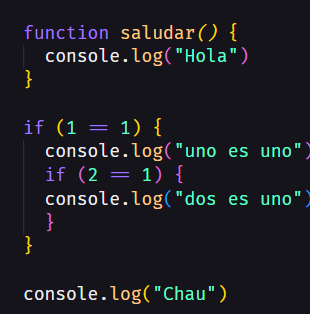 function saludar() {
  console.log("Hola")
}

if (1 == 1) {
  console.log("uno es uno")
  if (2 == 1) {
  console.log("dos es uno")
  }
}

console.log("Chau")